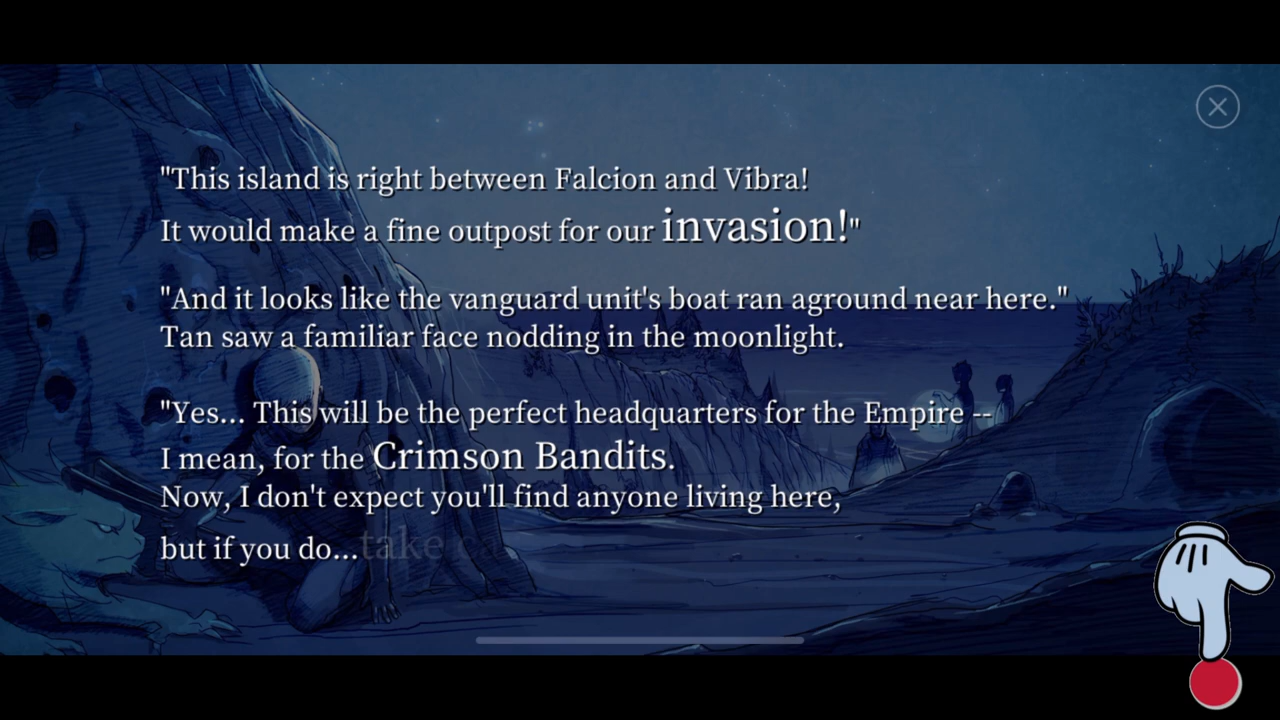 "This island is right between Falcion and Vibra!
It would make a fine outpost for our invasion!"
"And it looks like the vanguard unit's boat ran aground near here."
Tan saw a familiar face nodding in the moonlight.
"Yes... This will be the perfect headquarters for the Empire --
I mean, for the Crimson Bandits.
Now, I don't expect you'll find anyone living here,
but if you do...take ca